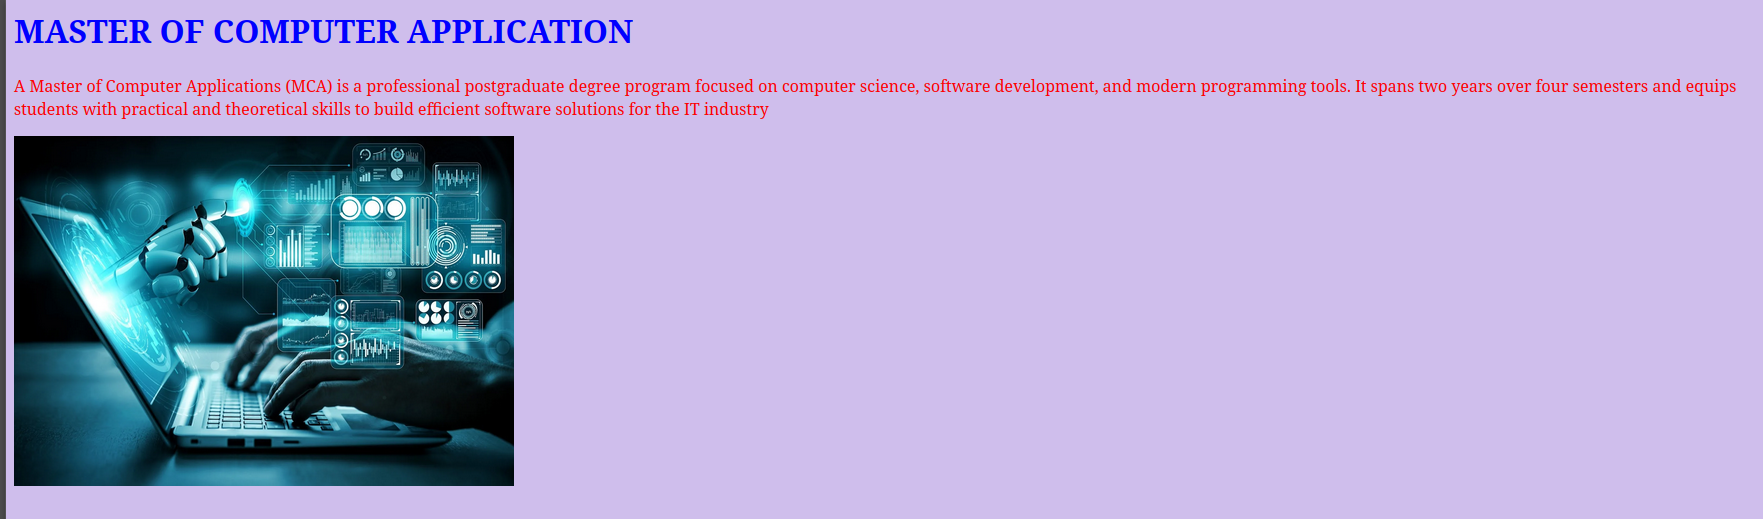 MASTER OF COMPUTER APPLICATION
A Master of Computer Applications (MCA) is a professional postgraduate degree program focused on computer science, software development, and modern programming tools. It spans two years over four semesters and equips
students with practical and theoretical skills to build efficient software solutions for the IT industry